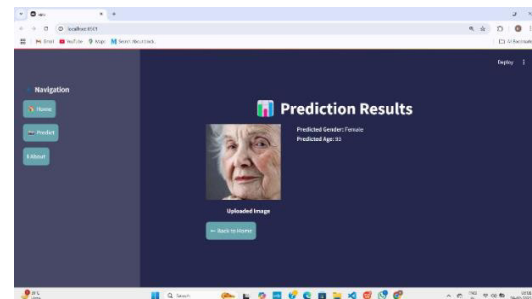 localhost:8501
Gmail YouTube Maps
Deploy
Navigation
Home
Predict
About
Prediction Results
Predicted Gender: Female
Predicted Age: 93
Uploaded Image
← Back to Home
Search